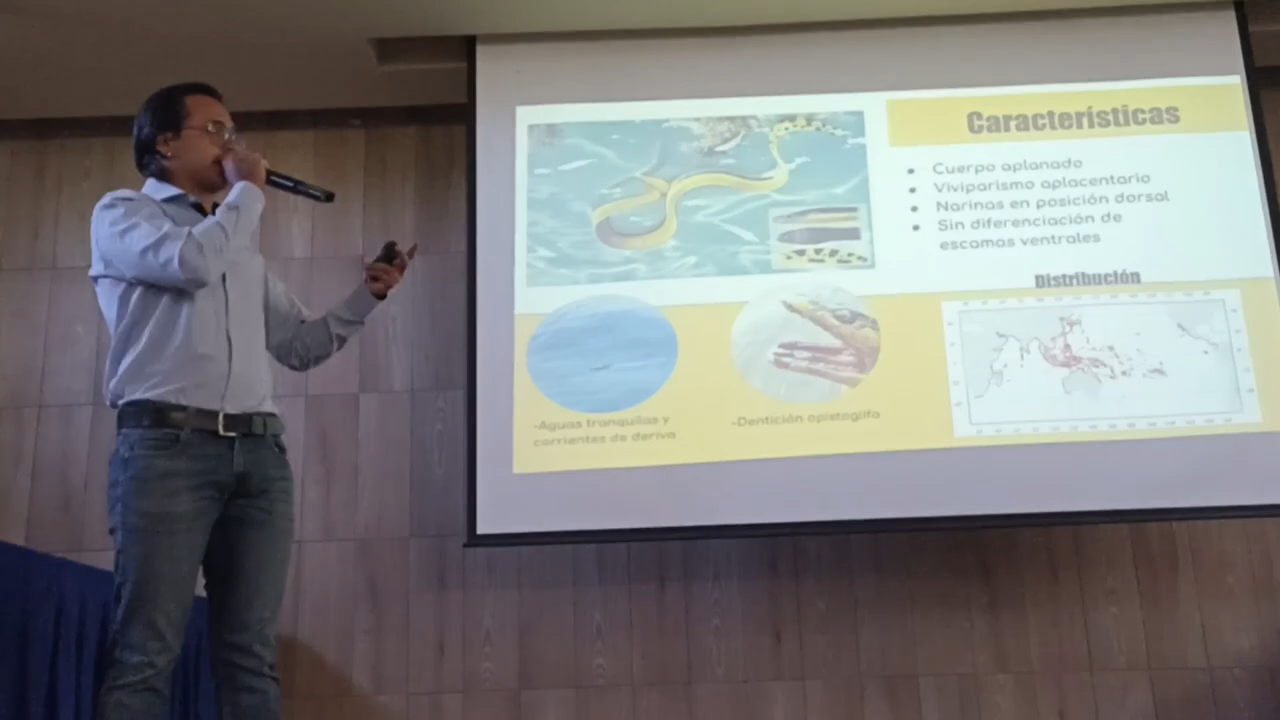 Características
Cuerpo aplanado
Viviparismo aplacentario
Narinas en posición dorsal
Sin diferenciación de
escamas ventrales
Distribución
-Aguas tranquilas y
corrientes de deriva
-Dentición opistoglifa